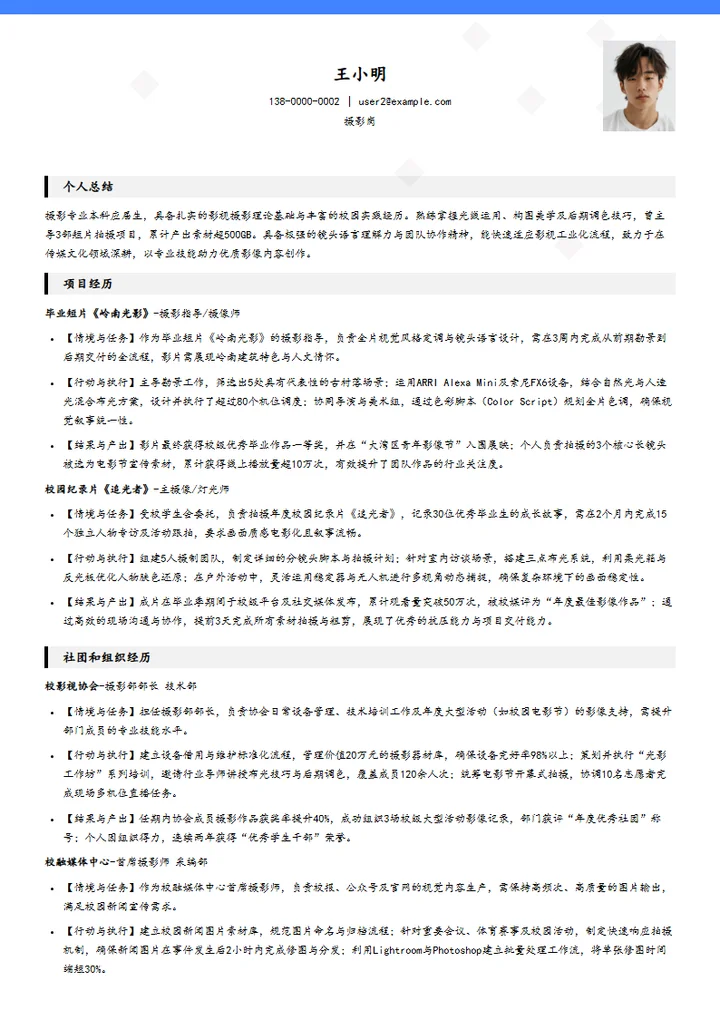 王小明
138-0000-0002 | user2@example.com
摄影岗
个人总结
摄影专业本科应届生，具备扎实的影视摄影理论基础与丰富的校园实践经历。熟练掌握光线运用、构图美学及后期调色技巧，曾主
导3部短片拍摄项目，累计产出素材超500GB。具备极强的镜头语言理解力与团队协作精神，能快速适应影视工业化流程，致力于在
传媒文化领域深耕，以专业技能助力优质影像内容创作。
项目经历
毕业短片《岭南光影》-摄影指导/摄像师
• 【情境与任务】作为毕业短片《岭南光影》的摄影指导，负责全片视觉风格定调与镜头语言设计，需在3周内完成从前期勘景到
后期交付的全流程，影片需展现岭南建筑特色与人文情怀。
• 【行动与执行】主导勘景工作，筛选出5处具有代表性的古村落场景；运用ARRI Alexa Mini及索尼FX6设备，结合自然光与人造
光混合布光方案，设计并执行了超过80个机位调度；协同导演与美术组，通过色彩脚本（Color Script）规划全片色调，确保视
觉叙事统一性。
• 【结果与产出】影片最终获得校级优秀毕业作品一等奖，并在“大湾区青年影像节”入围展映；个人负责拍摄的3个核心长镜头
被选为电影节宣传素材，累计获得线上播放量超10万次，有效提升了团队作品的行业关注度。
校园纪录片《追光者》-主摄像/灯光师
• 【情境与任务】受校学生会委托，负责拍摄年度校园纪录片《追光者》，记录30位优秀毕业生的成长故事，需在2个月内完成15
个独立人物专访及活动跟拍，要求画面质感电影化且叙事流畅。
• 【行动与执行】组建5人摄制团队，制定详细的分镜头脚本与拍摄计划；针对室内访谈场景，搭建三点布光系统，利用柔光箱与
反光板优化人物肤色还原；在户外活动中，灵活运用稳定器与无人机进行多视角动态捕捉，确保复杂环境下的画面稳定性。
• 【结果与产出】成片在毕业季期间于校级平台及社交媒体发布，累计观看量突破50万次，被校媒评为“年度最佳影像作品”；通
过高效的现场沟通与协作，提前3天完成所有素材拍摄与粗剪，展现了优秀的抗压能力与项目交付能力。
社团和组织经历
校影视协会-摄影部部长 技术部
• 【情境与任务】担任摄影部部长，负责协会日常设备管理、技术培训工作及年度大型活动（如校园电影节）的影像支持，需提升
部门成员的专业技能水平。
• 【行动与执行】建立设备借用与维护标准化流程，管理价值20万元的摄影器材库，确保设备完好率98%以上；策划并执行“光影
工作坊”系列培训，邀请行业导师讲授布光技巧与后期调色，覆盖成员120余人次；统筹电影节开幕式拍摄，协调10名志愿者完
成现场多机位直播任务。
• 【结果与产出】任期内协会成员摄影作品获奖率提升40%，成功组织3场校级大型活动影像记录，部门获评“年度优秀社团”称
号；个人因组织得力，连续两年获得“优秀学生干部”荣誉。
校融媒体中心-首席摄影师 采编部
• 【情境与任务】作为校融媒体中心首席摄影师，负责校报、公众号及官网的视觉内容生产，需保持高频次、高质量的图片输出，
满足校园新闻宣传需求。
• 【行动与执行】建立校园新闻图片素材库，规范图片命名与归档流程；针对重要会议、体育赛事及校园活动，制定快速响应拍摄
机制，确保新闻图片在事件发生后2小时内完成修图与分发；利用Lightroom与Photoshop建立批量处理工作流，将单张修图时间
缩短30%。